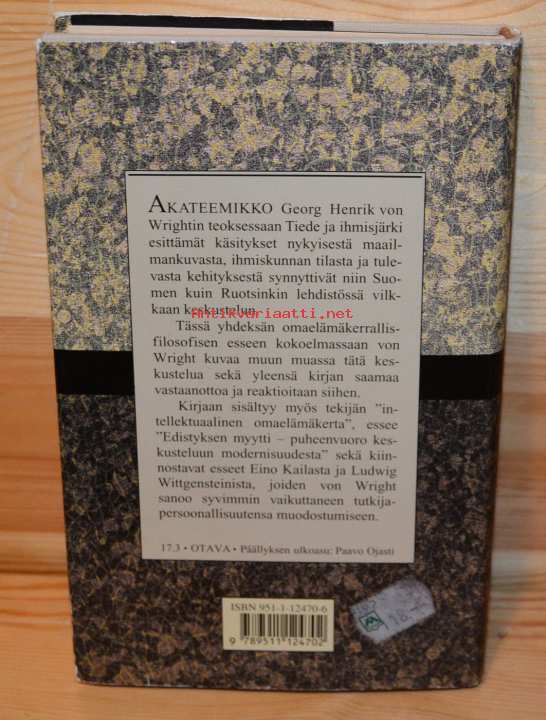 AKATEEMIKKO Georg Henrik von
Wrightin teoksessaan Tiede ja ihmisjärki
esittämät käsitykset nykyisestä maail-
mankuvasta, ihmiskunnan tilasta ja tule-
vasta kehityksestä synnyttivät niin Suo-
men kuin Ruotsinkin lehdistössä vilk-
kaan keskustelun.
antikvariaatti.net
Tässä yhdeksän omaelämäkerrallis-
filosofisen esseen kokoelmassaan von
Wright kuvaa muun muassa tätä kes-
kustelua sekä yleensä kirjan saamaa
vastaanottoa ja reaktioitaan siihen.
Kirjaan sisältyy myös tekijän ”in-
tellektuaalinen omaelämäkerta”, essee
”Edistyksen myytti – puheenvuoro kes-
kusteluun modernisuudesta” sekä kiin-
nostavat esseet Eino Kailasta ja Ludwig
Wittgensteinista, joiden von Wright
sanoo syvimmin vaikuttaneen tutkija-
persoonallisuutensa muodostumiseen.
17.3 • OTAVA • Päällyksen ulkoasu: Paavo Ojasti
ISBN 951-1-12470-6
9 789511 124702